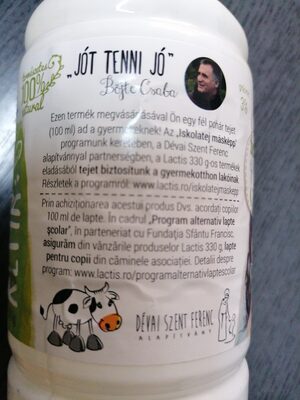 100%
natural
„JÓT TENNI JÓ”
Böjte Csaba
Ezen termék megvásárlásával Ön egy fél pohár tejet
(100 ml) ad a gyermekeknek! Az „Iskolatej másképp”
programunk keretében, a Dévai Szent Ferenc
alapítvánnyal partnerségben, a Lactis 330 g-os termékek
eladásából tejet biztosítunk a gyermekotthon lakóinak
Részletek a programról: www.lactis.ro/iskolatejmaskepp
Prin achiziționarea acestui produs Dvs. acordați copiilor
100 ml de lapte. În cadrul „Program alternativ lapte
școlar”, în parteneriat cu Fundația Sfântu Francisc,
asigurăm din vânzările produselor Lactis 330 g, lapte
pentru copii din căminele asociației. Detalii despre
program: www.lactis.ro/programalternativlaptescolar
DÉVAI SZENT FERENC
ALAPÍTVÁNY